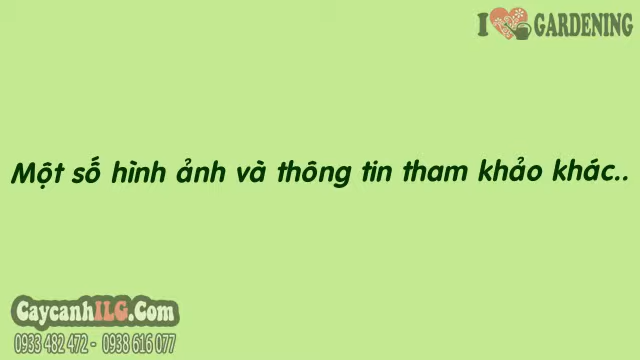 I GARDENING
Một số hình ảnh và thông tin tham khảo khác..
CaycanhILG.Com
0933 482 472 - 0938 616 077